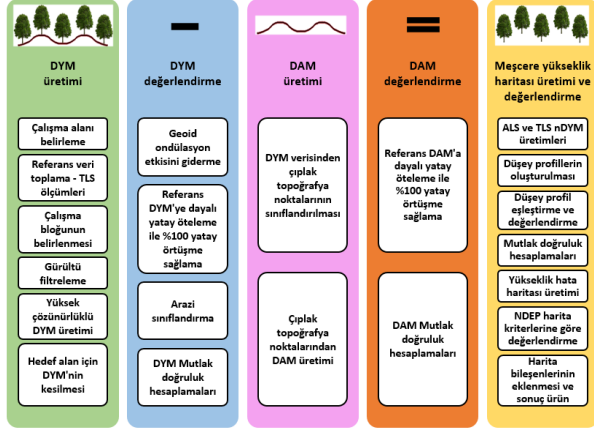 DYM
üretimi
Çalışma alanı
belirleme
Referans veri
toplama - TLS
ölçümleri
Çalışma
bloğunun
belirlenmesi
Gürültü
filtreleme
Yüksek
çözünürlüklü
DYM üretimi
Hedef alan için
DYM'nin
kesilmesi
DYM
değerlendirme
Geoid
ondülasyon
etkisini giderme
Referans
DYM'ye dayalı
yatay öteleme
ile %100 yatay
örtüşme
sağlama
Arazi
sınıflandırma
DYM Mutlak
doğruluk
hesaplamaları
DAM
üretimi
DYM verisinden
çıplak
topoğrafya
noktalarının
sınıflandırılması
Çıplak
topoğrafya
noktalarından
DAM üretimi
DAM
değerlendirme
Referans DAM'a
dayalı yatay
öteleme ile
%100 yatay
örtüşme
sağlama
DAM Mutlak
doğruluk
hesaplamaları
Meşcere yükseklik
haritası üretimi ve
değerlendirme
ALS ve TLS nDYM
üretimleri
Düşey profillerin
oluşturulması
Düşey profil
eşleştirme ve
değerlendirme
Mutlak doğruluk
hesaplamaları
Yükseklik hata
haritası üretimi
NDEP harita
kriterlerine göre
değerlendirme
Harita
bileşenlerinin
eklenmesi ve
sonuç ürün